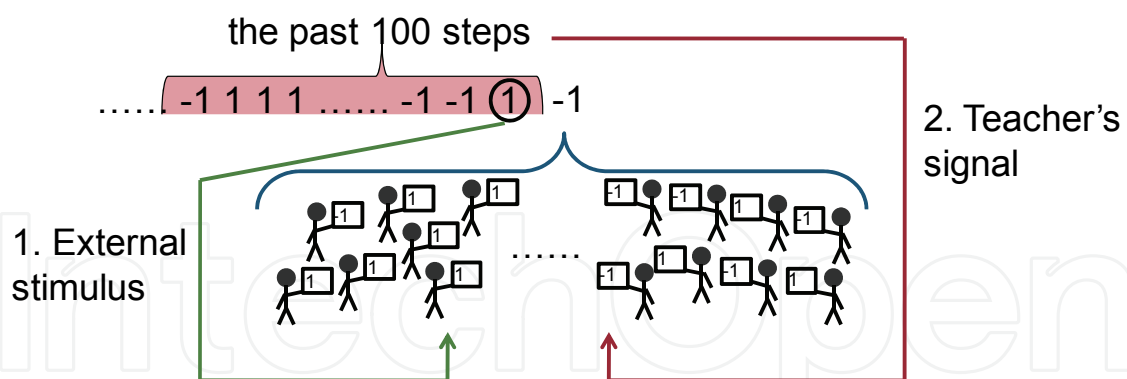 the past 100 steps
...... -1 1 1 1 ...... -1 -1 1 -1
2. Teacher's
signal
1. External
stimulus
-1 1 1 -1 -1 1 -1
1
......
1 1 1 -1 1 -1 1
IntechOpen